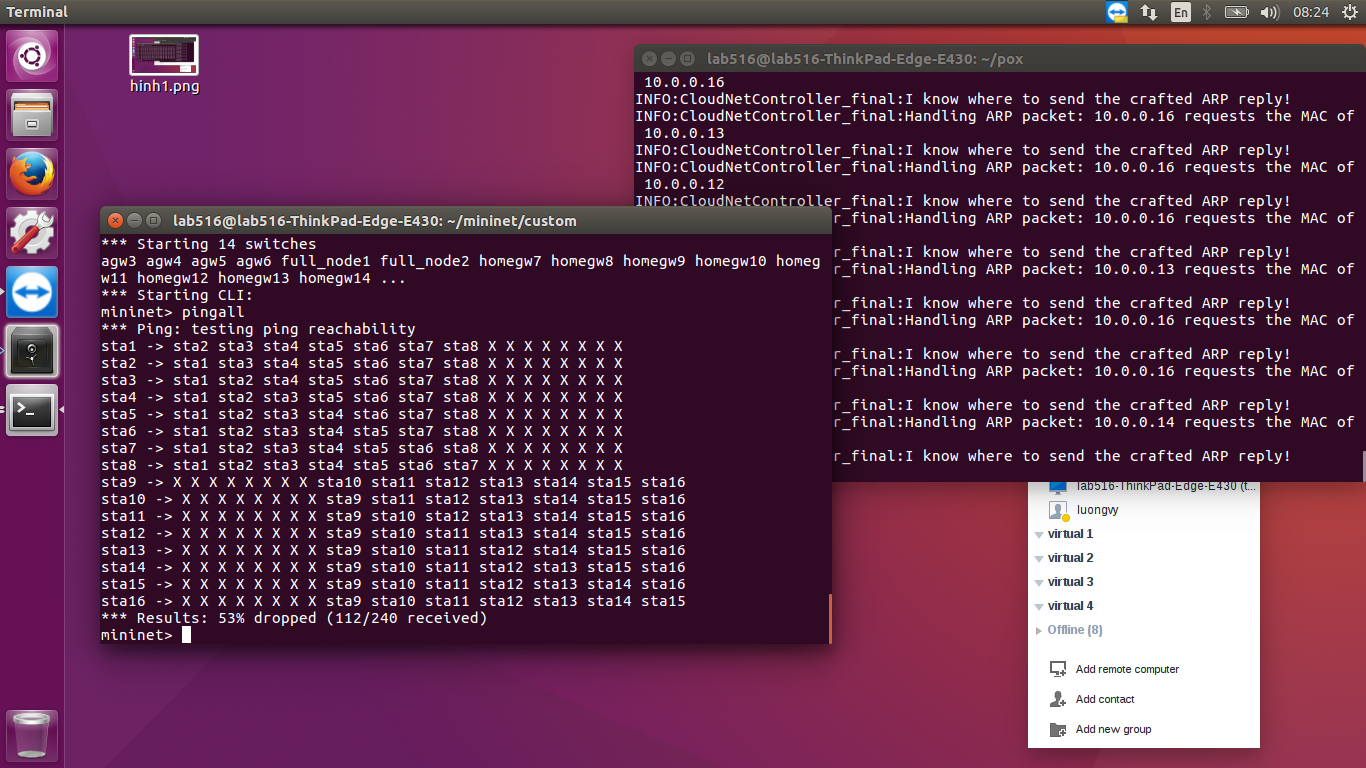 Terminal
En
08:24
hinh1.png
lab516@lab516-ThinkPad-Edge-E430: ~/pox
10.0.0.16
INFO:CloudNetController_final:I know where to send the crafted ARP reply!
INFO:CloudNetController_final:Handling ARP packet: 10.0.0.16 requests the MAC of
10.0.0.13
INFO:CloudNetController_final:I know where to send the crafted ARP reply!
INFO:CloudNetController_final:Handling ARP packet: 10.0.0.16 requests the MAC of
10.0.0.12
INFO:CloudNetController_final:I know where to send the crafted ARP reply!
r_final:Handling ARP packet: 10.0.0.16 requests the MAC of
r_final:I know where to send the crafted ARP reply!
r_final:Handling ARP packet: 10.0.0.13 requests the MAC of
r_final:I know where to send the crafted ARP reply!
r_final:Handling ARP packet: 10.0.0.16 requests the MAC of
r_final:I know where to send the crafted ARP reply!
r_final:Handling ARP packet: 10.0.0.16 requests the MAC of
r_final:I know where to send the crafted ARP reply!
r_final:Handling ARP packet: 10.0.0.14 requests the MAC of
r_final:I know where to send the crafted ARP reply!
lab516@lab516-ThinkPad-Edge-E430: ~/mininet/custom
*** Starting 14 switches
agw3 agw4 agw5 agw6 full_node1 full_node2 homegw7 homegw8 homegw9 homegw10 homeg
w11 homegw12 homegw13 homegw14 ...
*** Starting CLI:
mininet> pingall
*** Ping: testing ping reachability
sta1 -> sta2 sta3 sta4 sta5 sta6 sta7 sta8 X X X X X X X X
sta2 -> sta1 sta3 sta4 sta5 sta6 sta7 sta8 X X X X X X X X
sta3 -> sta1 sta2 sta4 sta5 sta6 sta7 sta8 X X X X X X X X
sta4 -> sta1 sta2 sta3 sta5 sta6 sta7 sta8 X X X X X X X X
sta5 -> sta1 sta2 sta3 sta4 sta6 sta7 sta8 X X X X X X X X
sta6 -> sta1 sta2 sta3 sta4 sta5 sta7 sta8 X X X X X X X X
sta7 -> sta1 sta2 sta3 sta4 sta5 sta6 sta8 X X X X X X X X
sta8 -> sta1 sta2 sta3 sta4 sta5 sta6 sta7 X X X X X X X X
sta9 -> X X X X X X X X sta10 sta11 sta12 sta13 sta14 sta15 sta16
sta10 -> X X X X X X X X sta9 sta11 sta12 sta13 sta14 sta15 sta16
sta11 -> X X X X X X X X sta9 sta10 sta12 sta13 sta14 sta15 sta16
sta12 -> X X X X X X X X sta9 sta10 sta11 sta13 sta14 sta15 sta16
sta13 -> X X X X X X X X sta9 sta10 sta11 sta12 sta14 sta15 sta16
sta14 -> X X X X X X X X sta9 sta10 sta11 sta12 sta13 sta15 sta16
sta15 -> X X X X X X X X sta9 sta10 sta11 sta12 sta13 sta14 sta16
sta16 -> X X X X X X X X sta9 sta10 sta11 sta12 sta13 sta14 sta15
*** Results: 53% dropped (112/240 received)
mininet>
lab516-ThinkPad-Edge-E430 (t...
luongvy
virtual 1
virtual 2
virtual 3
virtual 4
Offline (8)
Add remote computer
Add contact
Add new group